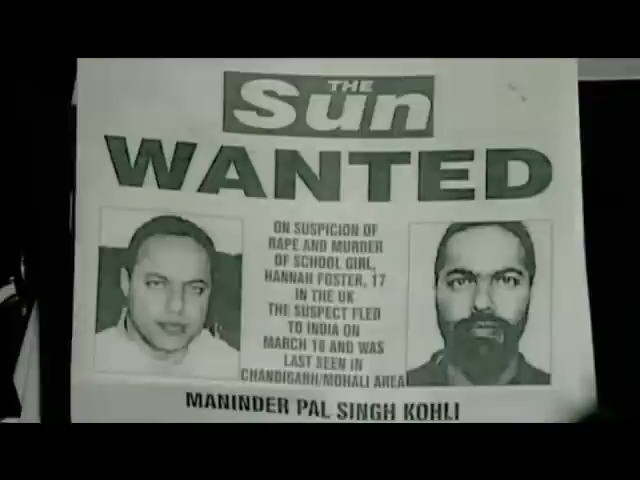 THE
Sun
WANTED
ON SUSPICION OF
RAPE AND MURDER
OF SCHOOL GIRL,
HANNAH FOSTER, 17
IN THE UK
THE SUSPECT FLED
TO INDIA ON
MARCH 18 AND WAS
LAST SEEN IN
CHANDIGARH/MOHALI AREA
MANINDER PAL SINGH KOHLI